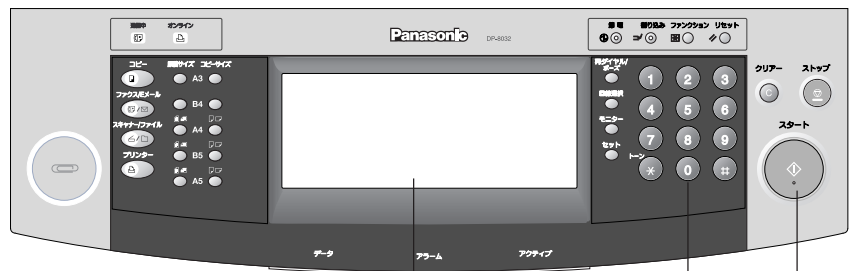 通信中 オンライン
Panasonic DP-8032
節電 割り込み ファンクション リセット
コピー 原稿サイズ コピーサイズ
A3
ファクス/Eメール
B4
スキャナー/ファイル
A4
プリンター
B5
A5
再ダイヤル/
ポーズ
回線選択
モニター
セット
トーン
1 2 3
4 5 6
7 8 9
* 0 #
クリアー ストップ
C
スタート
データ アラーム アクティブ